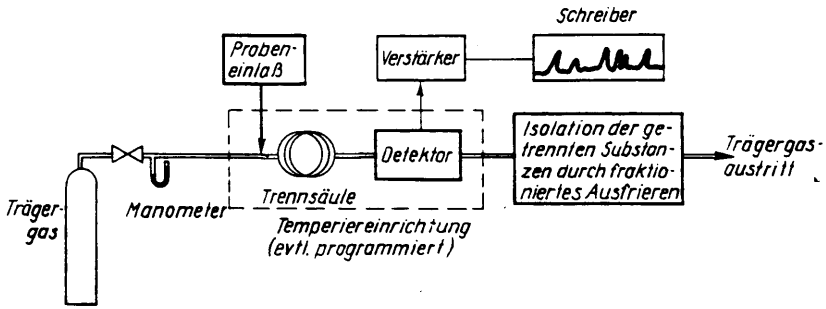 Schreiber
Proben-
einlaß
Verstärker
Isolation der ge-
trennten Substan-
zen durch fraktio-
niertes Ausfrieren
Trägergas-
austritt
Detektor
Trennsäule
Träger-
gas
Manometer
Temperiereinrichtung
(evtl. programmiert)